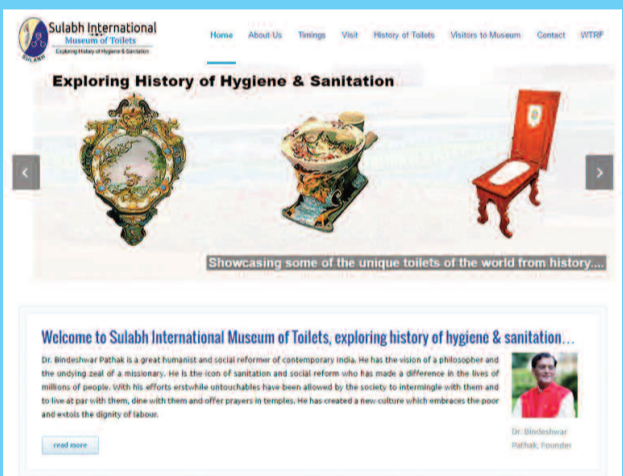 Sulabh International
Museum of Toilets
Exploring History of Hygiene & Sanitation
SULABH
Home About Us Timings Visit History of Toilets Visitors to Museum Contact WTRF
Exploring History of Hygiene & Sanitation
Showcasing some of the unique toilets of the world from history....
Welcome to Sulabh International Museum of Toilets, exploring history of hygiene & sanitation...
Dr. Bindeshwar Pathak is a great humanist and social reformer of contemporary India. He has the vision of a philosopher and
the undying zeal of a missionary. He is the icon of sanitation and social reform who has made a difference in the lives of
millions of people. With his efforts erstwhile untouchables have been allowed by the society to intermingle with them and
to live at par with them, dine with them and offer prayers in temples. He has created a new culture which embraces the poor
and extols the dignity of labour.
read more
Dr. Bindeshwar
Pathak, Founder